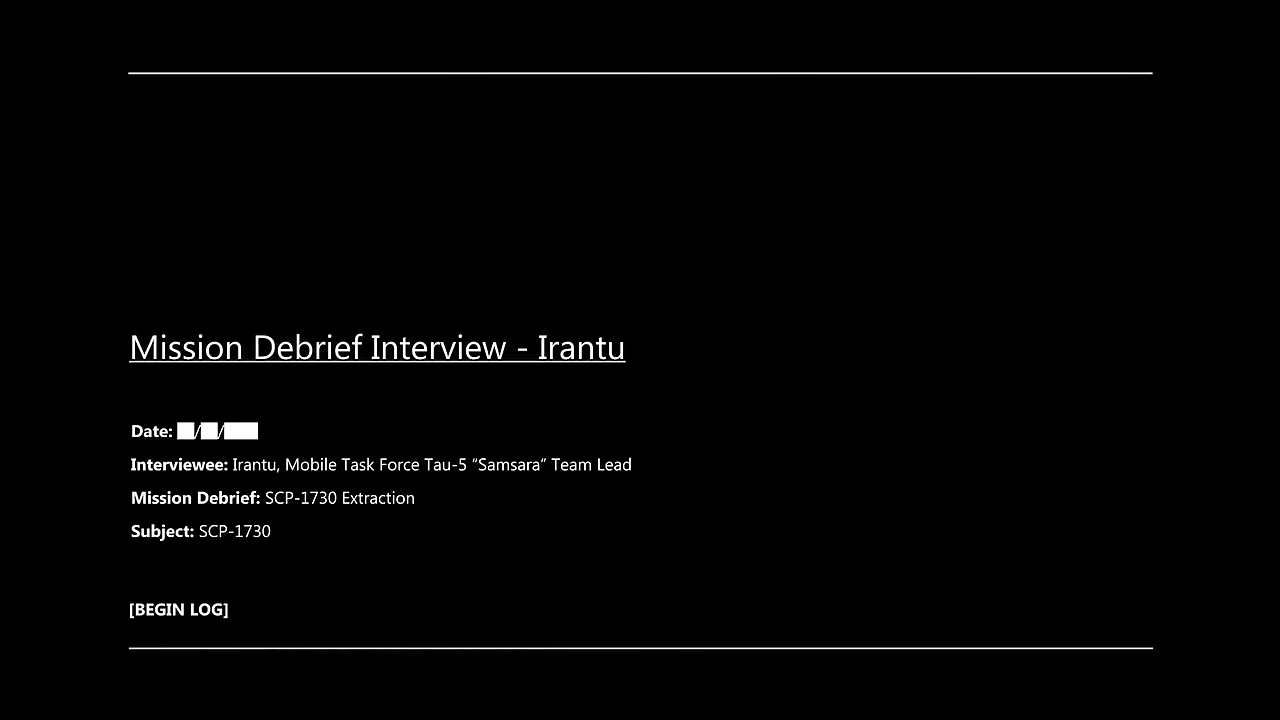 Mission Debrief Interview - Irantu
Date: ██/██/████
Interviewee: Irantu, Mobile Task Force Tau-5 “Samsara” Team Lead
Mission Debrief: SCP-1730 Extraction
Subject: SCP-1730
[BEGIN LOG]